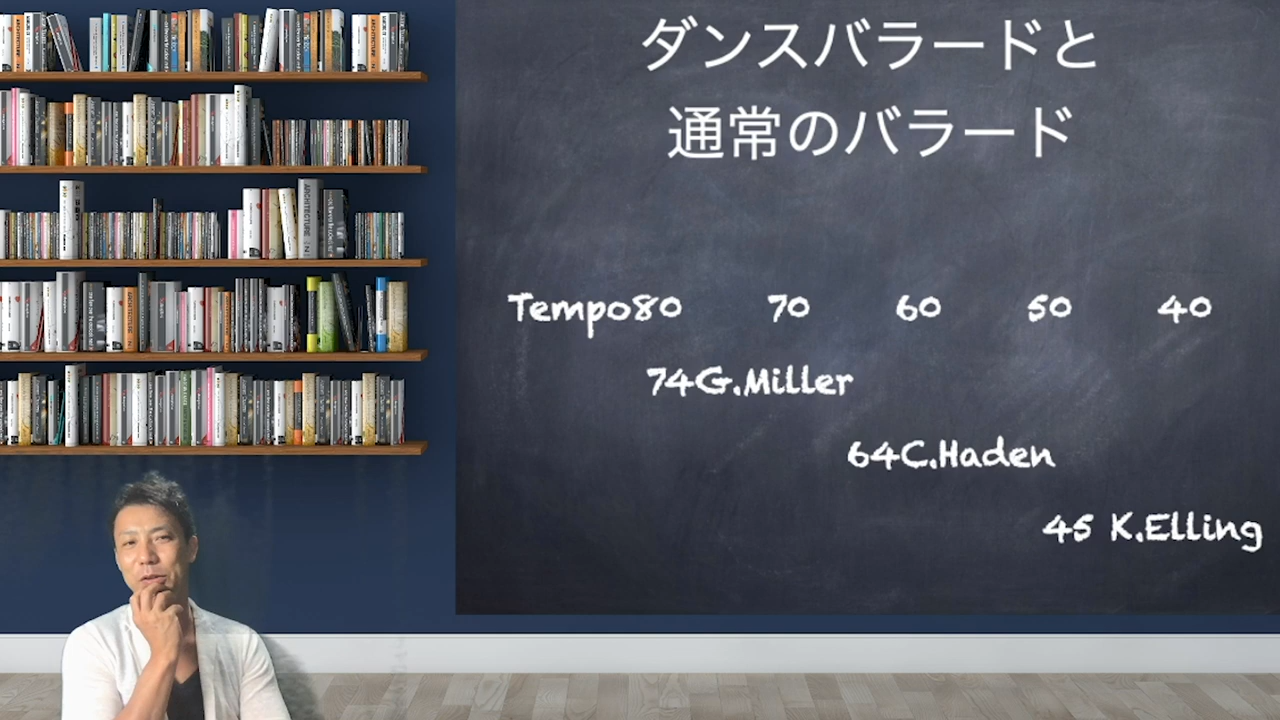 ダンスバラードと
通常のバラード
Tempo80 70 60 50 40
74G.Miller
64C.Haden
45 K.Elling